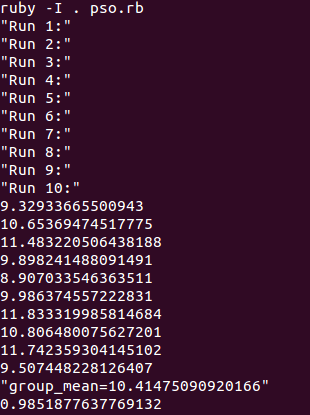 ruby -I . pso.rb
"Run 1:"
"Run 2:"
"Run 3:"
"Run 4:"
"Run 5:"
"Run 6:"
"Run 7:"
"Run 8:"
"Run 9:"
"Run 10:"
9.32933665500943
10.65369474517775
11.483220506438188
9.898241488091491
8.907033546363511
9.986374557222831
11.833319985814684
10.806480075627201
11.742359304145102
9.507448228126407
"group_mean=10.41475090920166"
0.9851877637769132